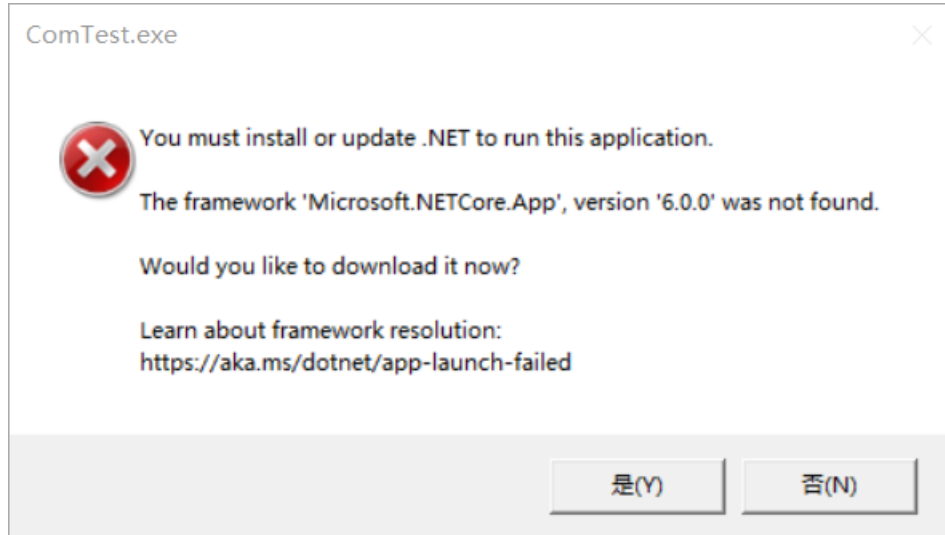 ComTest.exe
You must install or update .NET to run this application.
The framework 'Microsoft.NETCore.App', version '6.0.0' was not found.
Would you like to download it now?
Learn about framework resolution:
https://aka.ms/dotnet/app-launch-failed
是(Y)
否(N)